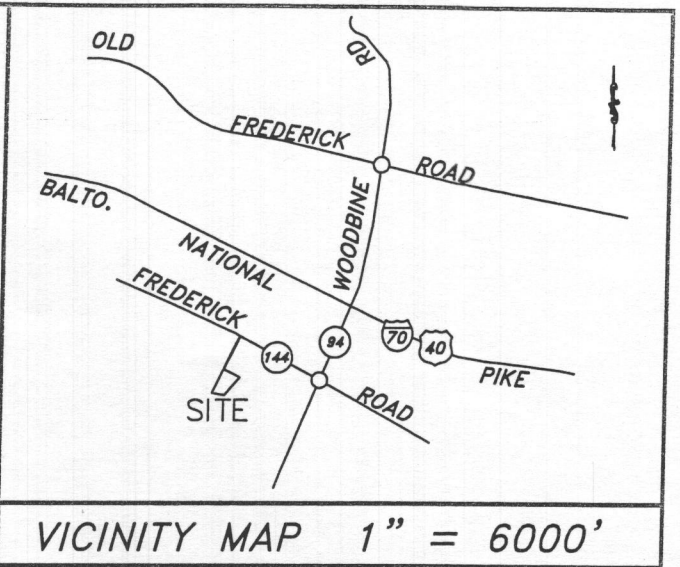 OLD
RD
FREDERICK ROAD
WOODBINE
BALTO. NATIONAL PIKE
70
40
94
FREDERICK ROAD
144
SITE
VICINITY MAP 1" = 6000'